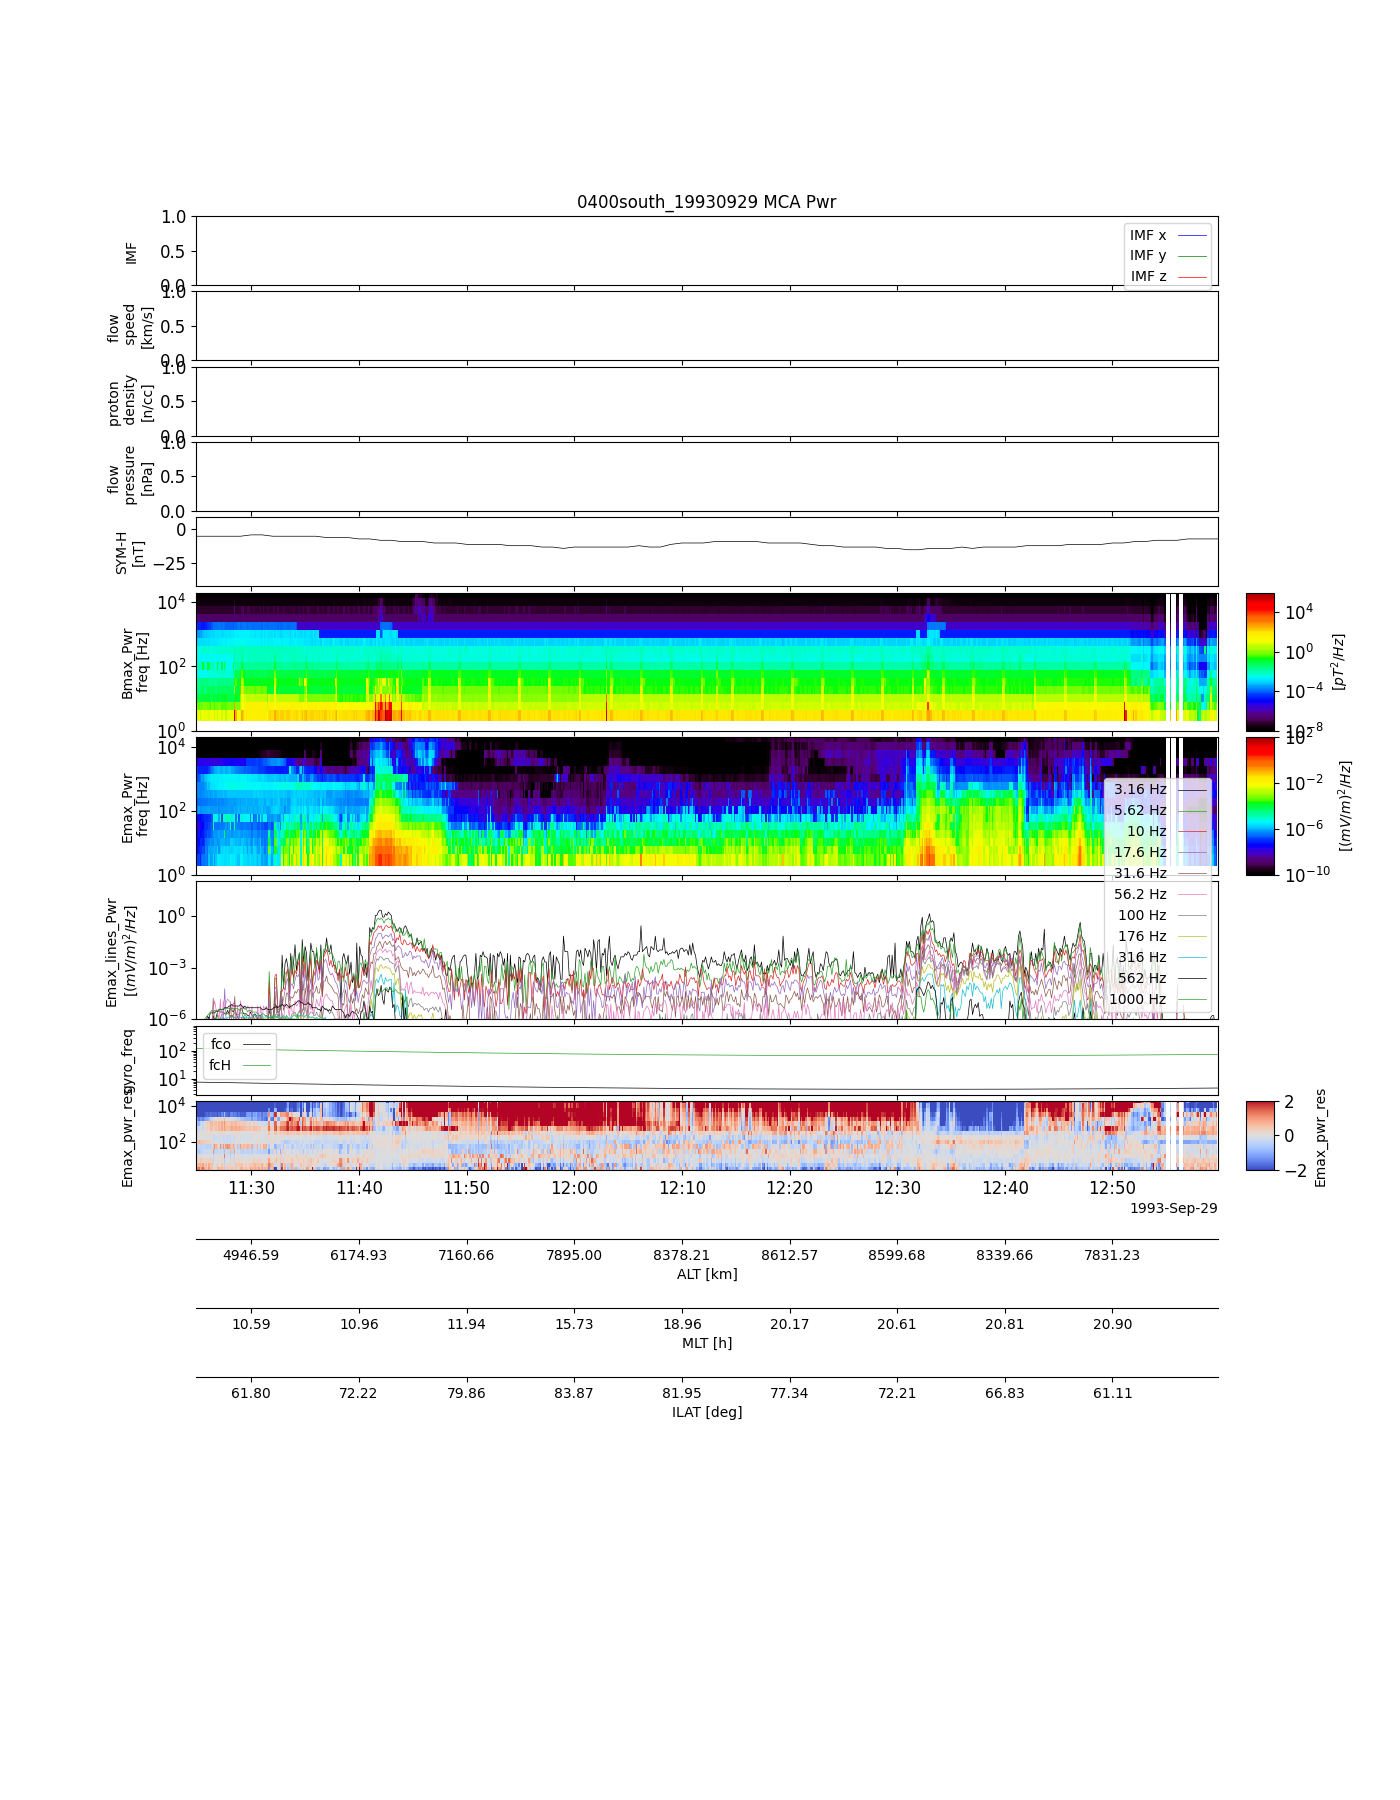 0400south_19930929 MCA Pwr
1.0
0.5
0.0
IMF
IMF x
IMF y
IMF z
1.0
0.5
0.0
flow
speed
[km/s]
1.0
0.5
0.0
proton
density
[n/cc]
1.0
0.5
0.0
flow
pressure
[nPa]
0
−25
SYM-H
[nT]
10^4
10^2
10^0
Bmax_Pwr
freq [Hz]
10^4
10^0
10^−4
10^−8
[pT^2/Hz]
10^4
10^2
10^0
Emax_Pwr
freq [Hz]
10^2
10^−2
10^−6
10^−10
[(mV/m)^2/Hz]
3.16 Hz
5.62 Hz
10 Hz
17.6 Hz
31.6 Hz
56.2 Hz
100 Hz
176 Hz
316 Hz
562 Hz
1000 Hz
10^0
10^−3
10^−6
Emax_lines_Pwr
[(mV/m)^2/Hz]
10^2
10^1
gyro_freq
fco
fcH
10^4
10^2
Emax_pwr_res
2
0
−2
Emax_pwr_res
11:30 11:40 11:50 12:00 12:10 12:20 12:30 12:40 12:50
1993-Sep-29
4946.59 6174.93 7160.66 7895.00 8378.21 8612.57 8599.68 8339.66 7831.23
ALT [km]
10.59 10.96 11.94 15.73 18.96 20.17 20.61 20.81 20.90
MLT [h]
61.80 72.22 79.86 83.87 81.95 77.34 72.21 66.83 61.11
ILAT [deg]